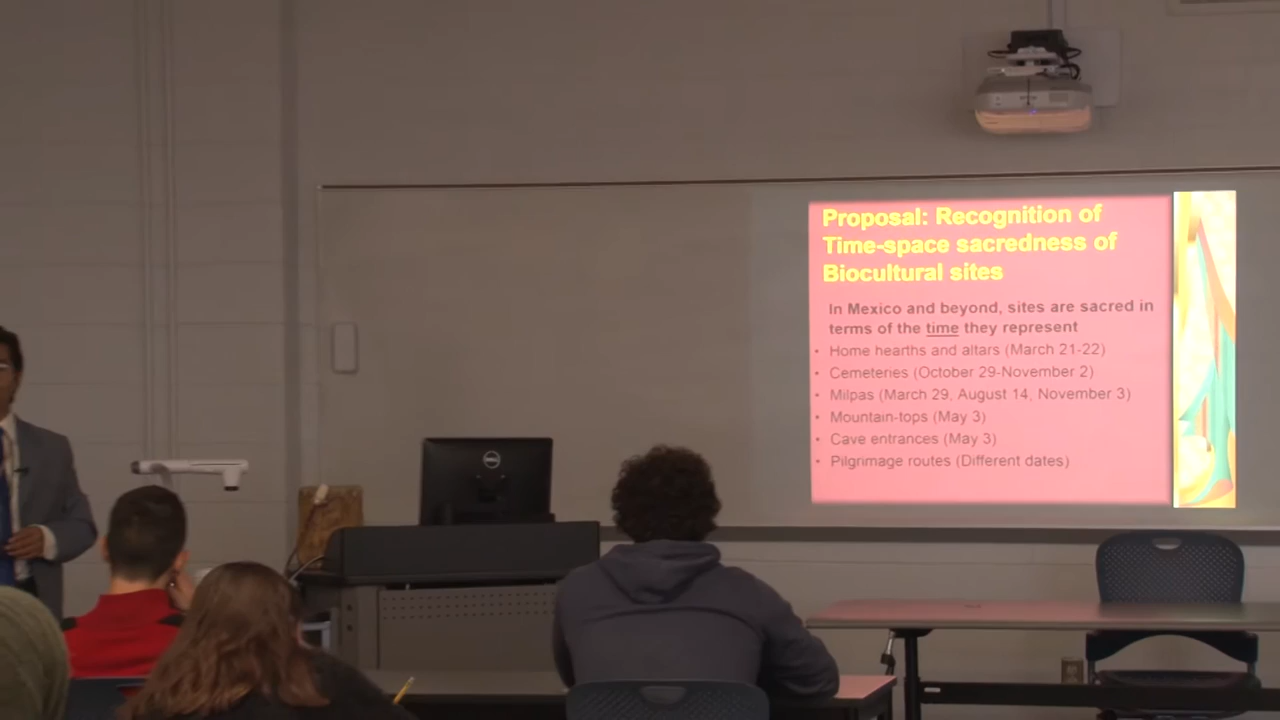 Proposal: Recognition of
Time-space sacredness of
Biocultural sites
In Mexico and beyond, sites are sacred in
terms of the time they represent
• Home hearths and altars (March 21-22)
• Cemeteries (October 29-November 2)
• Milpas (March 29, August 14, November 3)
• Mountain-tops (May 3)
• Cave entrances (May 3)
• Pilgrimage routes (Different dates)
DELL